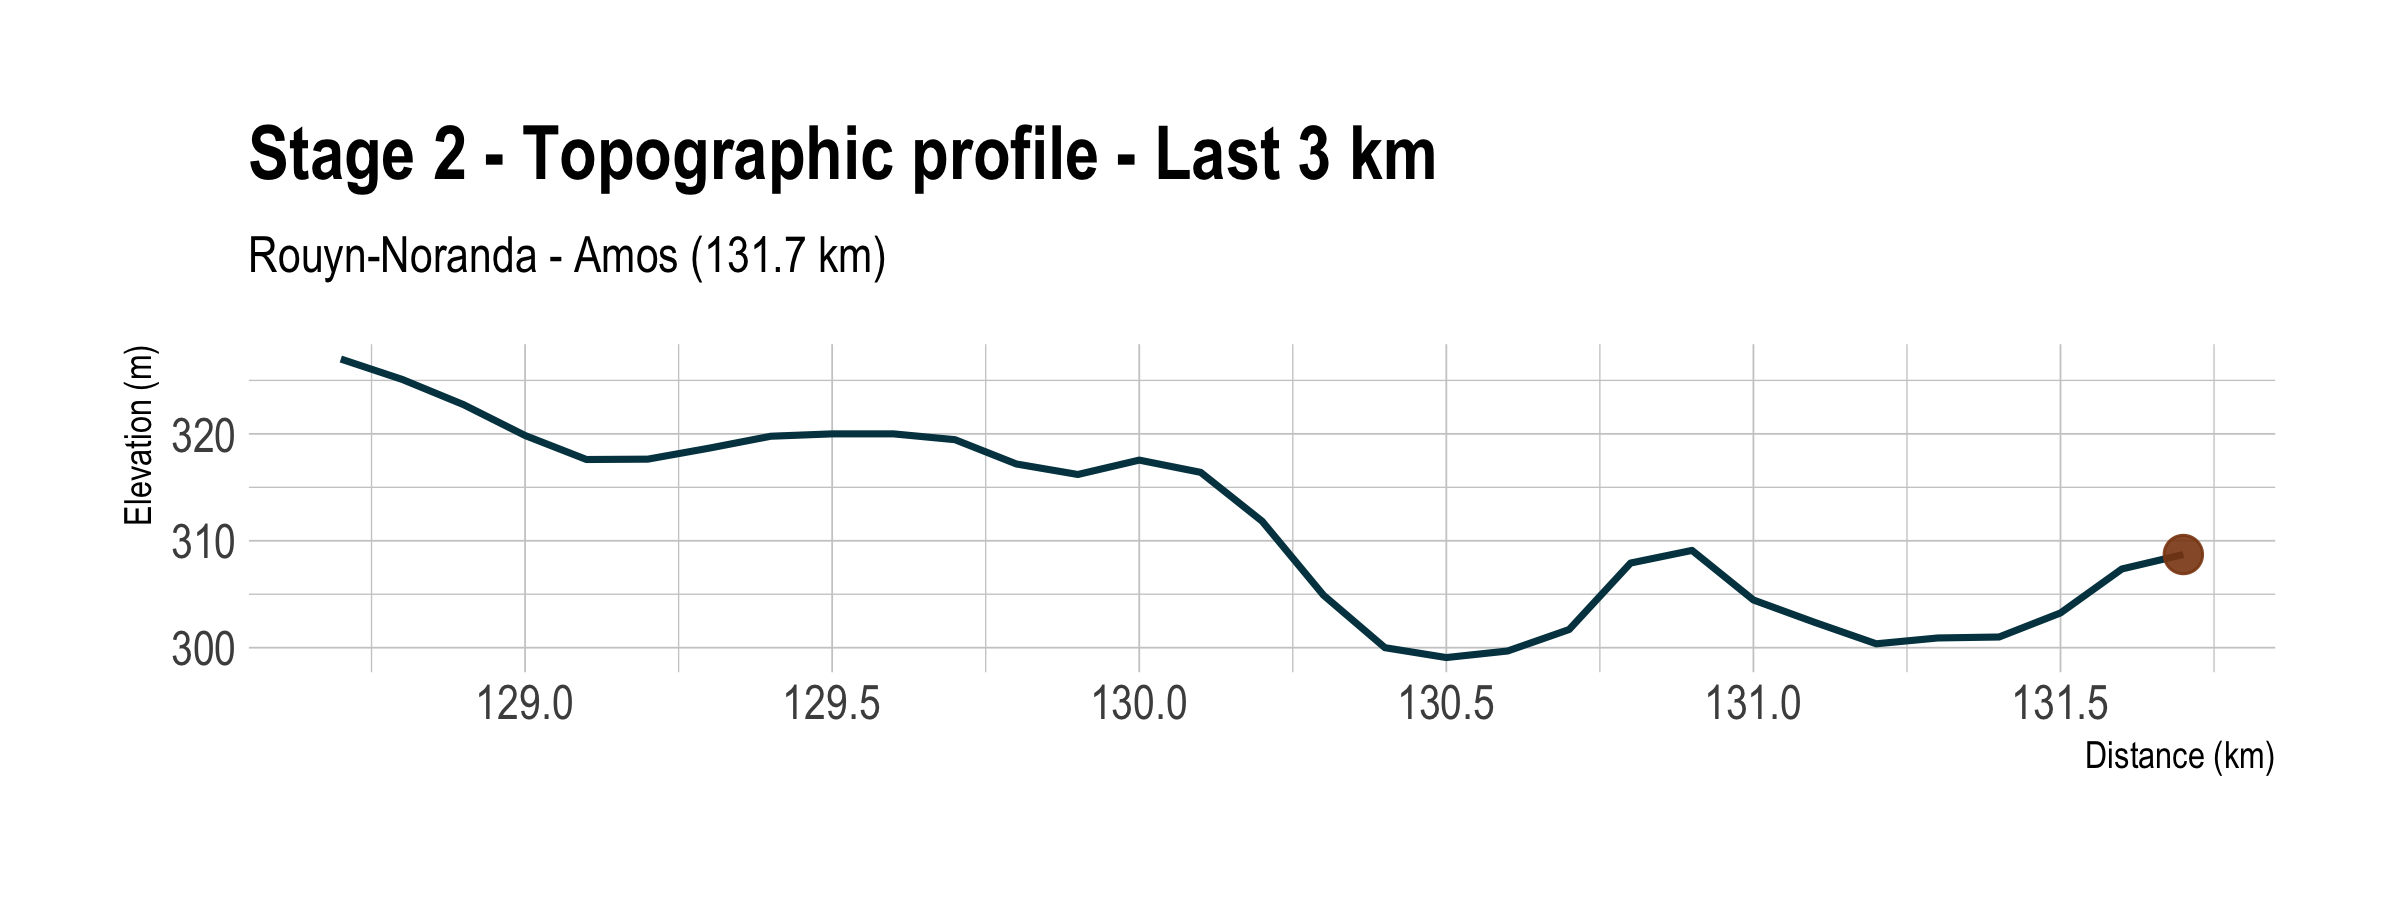 Stage 2 - Topographic profile - Last 3 km
Rouyn-Noranda - Amos (131.7 km)
Elevation (m)
320
310
300
129.0 129.5 130.0 130.5 131.0 131.5
Distance (km)